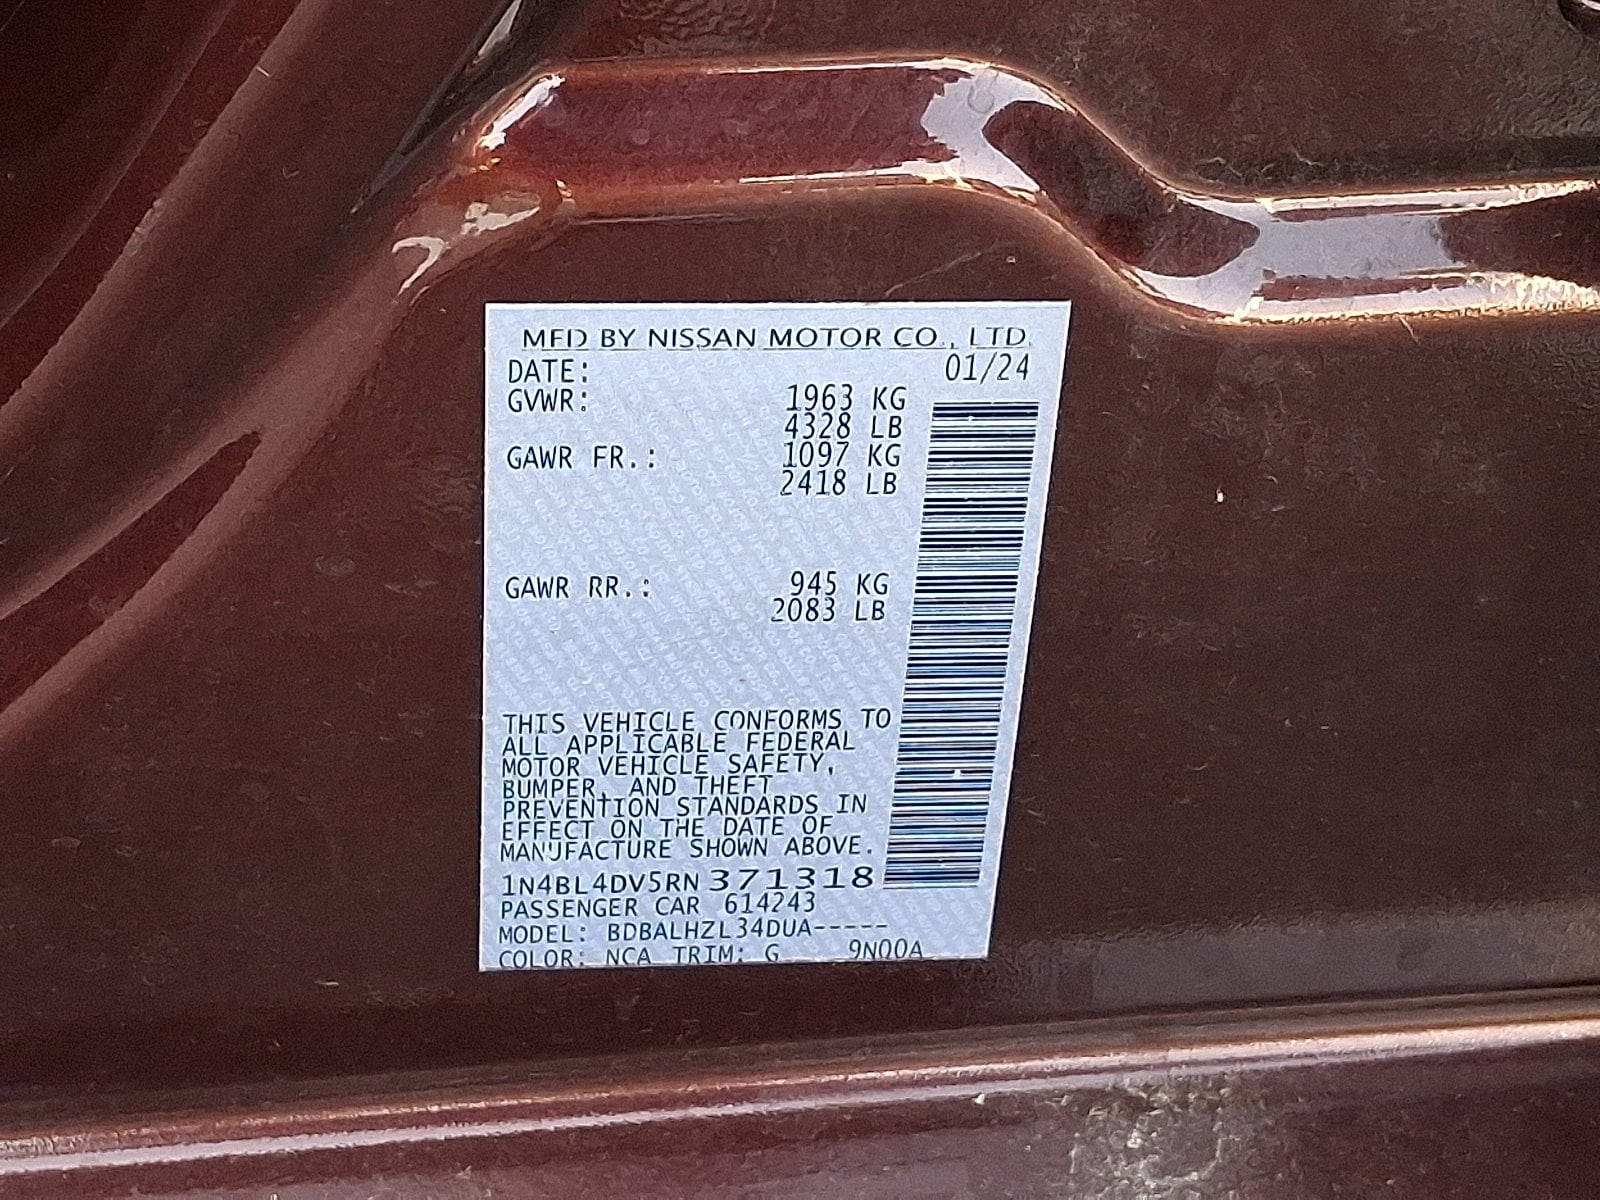 MFD BY NISSAN MOTOR CO., LTD.
DATE: 01/24
GVWR: 1963 KG
4328 LB
GAWR FR.: 1097 KG
2418 LB
GAWR RR.: 945 KG
2083 LB
THIS VEHICLE CONFORMS TO
ALL APPLICABLE FEDERAL
MOTOR VEHICLE SAFETY,
BUMPER, AND THEFT
PREVENTION STANDARDS IN
EFFECT ON THE DATE OF
MANUFACTURE SHOWN ABOVE.
1N4BL4DV5RN371318
PASSENGER CAR 614243
MODEL: BDBALHZL34DUA-----
COLOR: NCA TRIM: G 9N00A